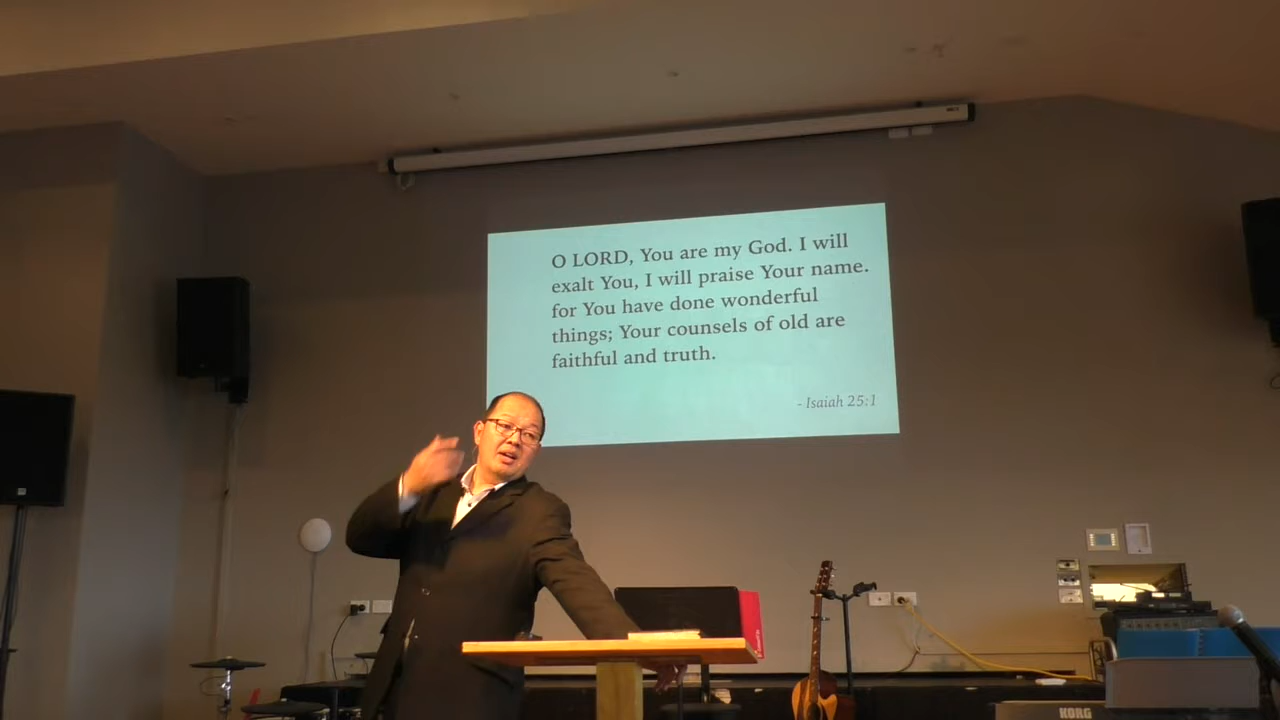 O LORD, You are my God. I will
exalt You, I will praise Your name.
for You have done wonderful
things; Your counsels of old are
faithful and truth.
- Isaiah 25:1
KORG